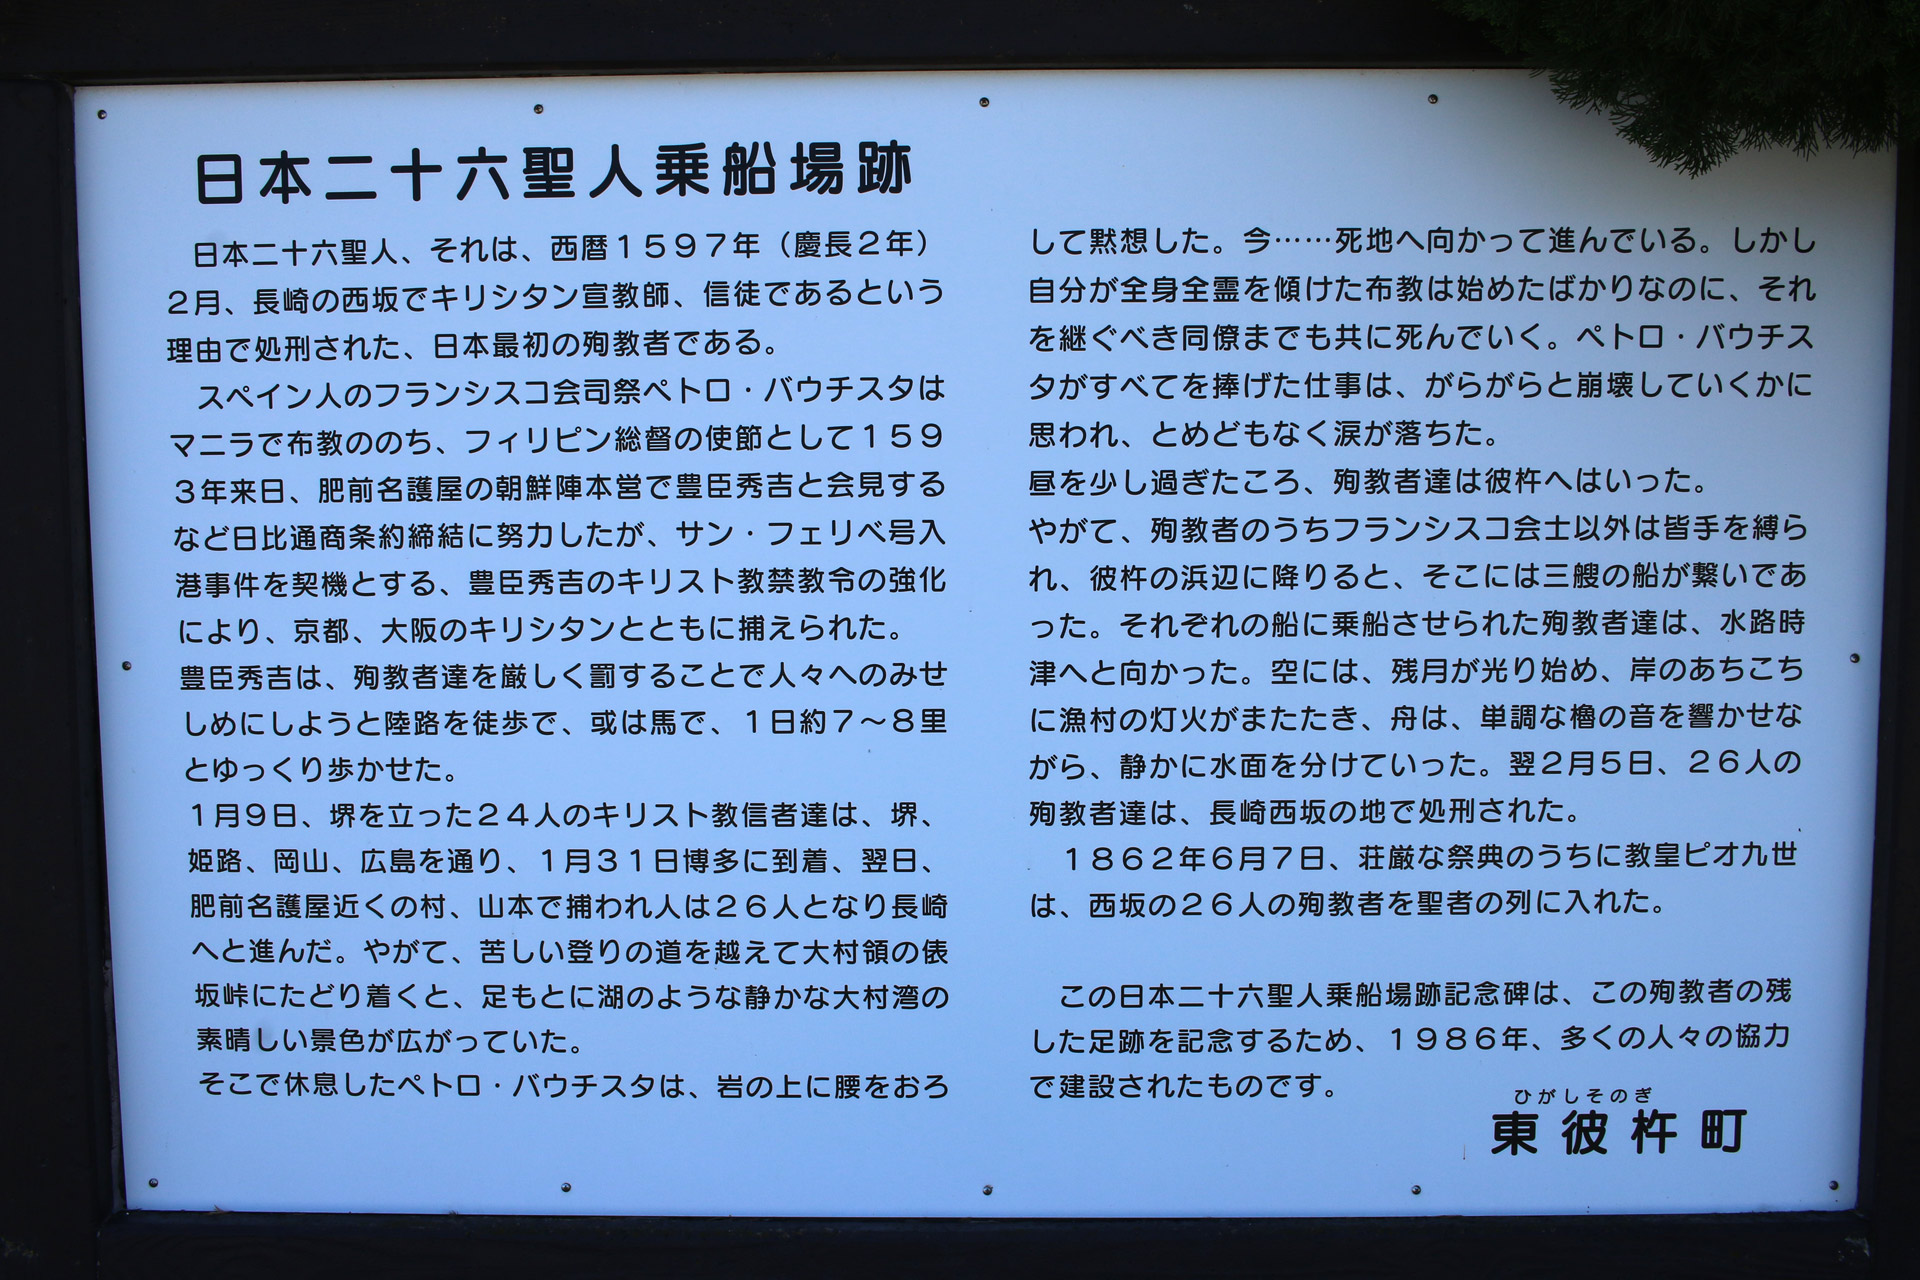 日本二十六聖人乗船場跡
日本二十六聖人、それは、西暦１５９７年（慶長２年）
２月、長崎の西坂でキリシタン宣教師、信徒であるという
理由で処刑された、日本最初の殉教者である。
スペイン人のフランシスコ会司祭ペトロ・バウチスタは
マニラで布教ののち、フィリピン総督の使節として１５９
３年来日、肥前名護屋の朝鮮陣本営で豊臣秀吉と会見する
など日比通商条約締結に努力したが、サン・フェリペ号入
港事件を契機とする、豊臣秀吉のキリスト教禁教令の強化
により、京都、大阪のキリシタンとともに捕えられた。
豊臣秀吉は、殉教者達を厳しく罰することで人々へのみせ
しめにしようと陸路を徒歩で、或は馬で、１日約７～８里
とゆっくり歩かせた。
１月９日、堺を立った２４人のキリスト教信者達は、堺、
姫路、岡山、広島を通り、１月３１日博多に到着、翌日、
肥前名護屋近くの村、山本で捕われ人は２６人となり長崎
へと進んだ。やがて、苦しい登りの道を越えて大村領の俵
坂峠にたどり着くと、足もとに湖のような静かな大村湾の
素晴しい景色が広がっていた。
そこで休息したペトロ・バウチスタは、岩の上に腰をおろ
して黙想した。今……死地へ向かって進んでいる。しかし
自分が全身全霊を傾けた布教は始めたばかりなのに、それ
を継ぐべき同僚までも共に死んでいく。ペトロ・バウチス
タがすべてを捧げた仕事は、がらがらと崩壊していくかに
思われ、とめどもなく涙が落ちた。
昼を少し過ぎたころ、殉教者達は彼杵へはいった。
やがて、殉教者のうちフランシスコ会士以外は皆手を縛ら
れ、彼杵の浜辺に降りると、そこには三艘の船が繋いであ
った。それぞれの船に乗船させられた殉教者達は、水路時
津へと向かった。空には、残月が光り始め、岸のあちこち
に漁村の灯火がまたたき、舟は、単調な櫓の音を響かせな
がら、静かに水面を分けていった。翌２月５日、２６人の
殉教者達は、長崎西坂の地で処刑された。
１８６２年６月７日、荘厳な祭典のうちに教皇ピオ九世
は、西坂の２６人の殉教者を聖者の列に入れた。
この日本二十六聖人乗船場跡記念碑は、この殉教者の残
した足跡を記念するため、１９８６年、多くの人々の協力
で建設されたものです。
ひがしそのぎ
東彼杵町